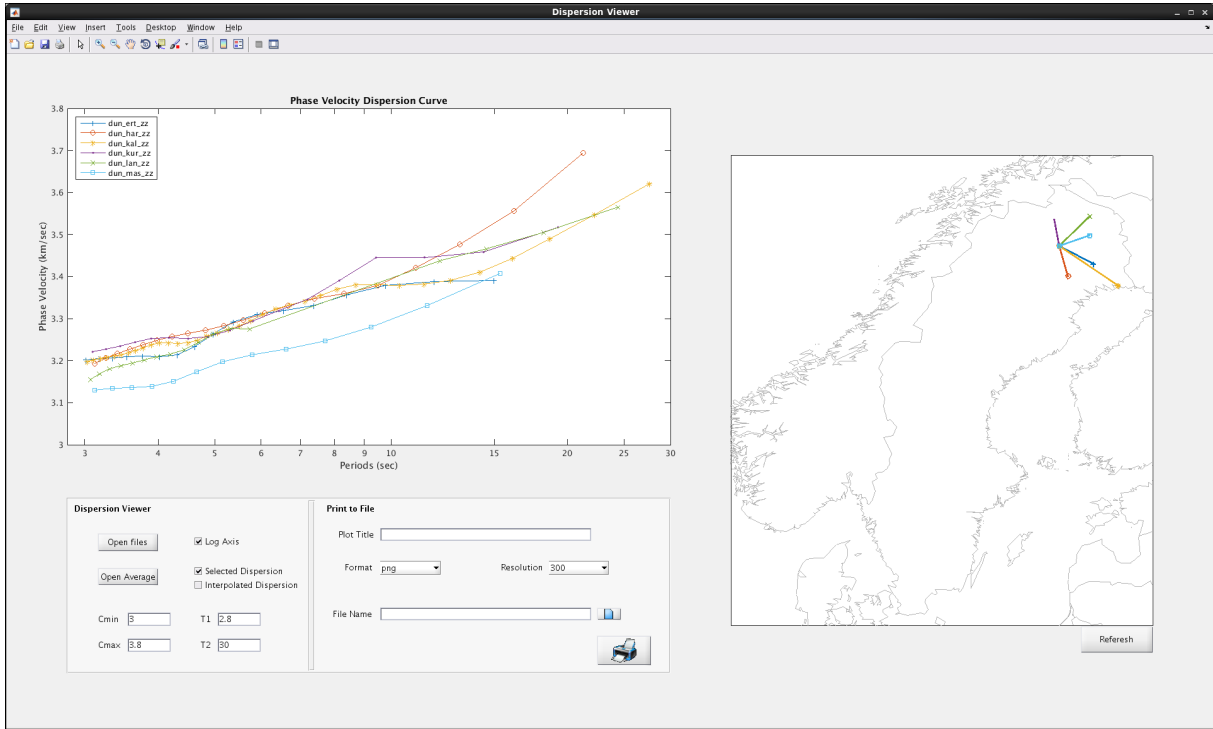 Dispersion Viewer
File Edit View Insert Tools Desktop Window Help
Phase Velocity Dispersion Curve
3.8
3.7
3.6
3.5
3.4
3.3
3.2
3.1
3
Phase Velocity (km/sec)
dun_ert_zz
dun_har_zz
dun_kal_zz
dun_kur_zz
dun_lan_zz
dun_mas_zz
3 4 5 6 7 8 9 10 15 20 25 30
Periods (sec)
Dispersion Viewer
Open files
Log Axis
Open Average
Selected Dispersion
Interpolated Dispersion
Cmin 3 T1 2.8
Cmax 3.8 T2 30
Print to File
Plot Title
Format png Resolution 300
File Name
Referesh